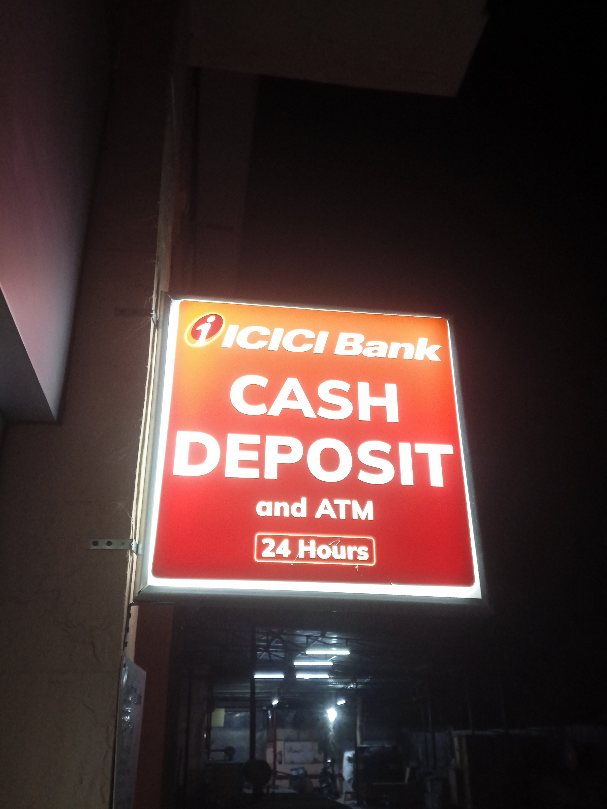 ICICI Bank
CASH
DEPOSIT
and ATM
24 Hours